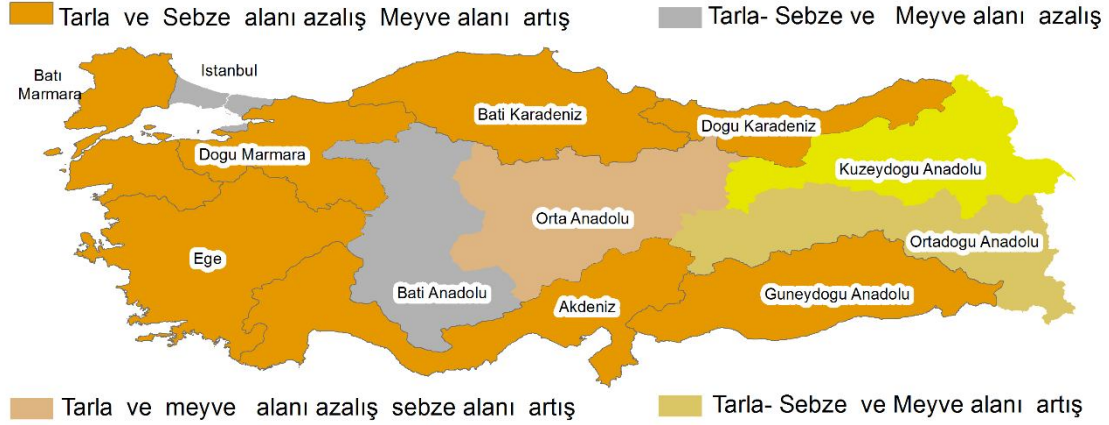 Tarla ve Sebze alanı azalış Meyve alanı artış
Tarla- Sebze ve Meyve alanı azalış
Batı
Marmara
Istanbul
Bati Karadeniz
Dogu Karadeniz
Dogu Marmara
Kuzeydogu Anadolu
Orta Anadolu
Ortadogu Anadolu
Ege
Bati Anadolu
Akdeniz
Guneydogu Anadolu
Tarla ve meyve alanı azalış sebze alanı artış
Tarla- Sebze ve Meyve alanı artış